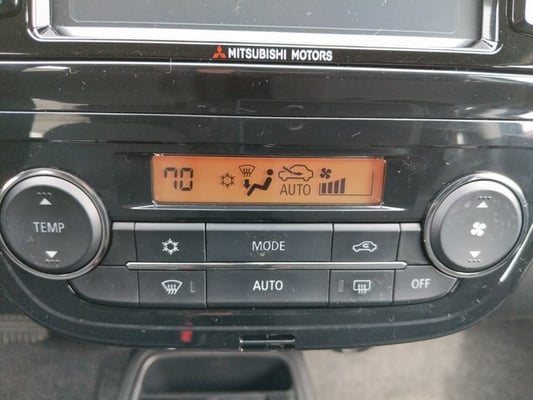 MITSUBISHI MOTORS
70 AUTO
TEMP
MODE
AUTO
OFF